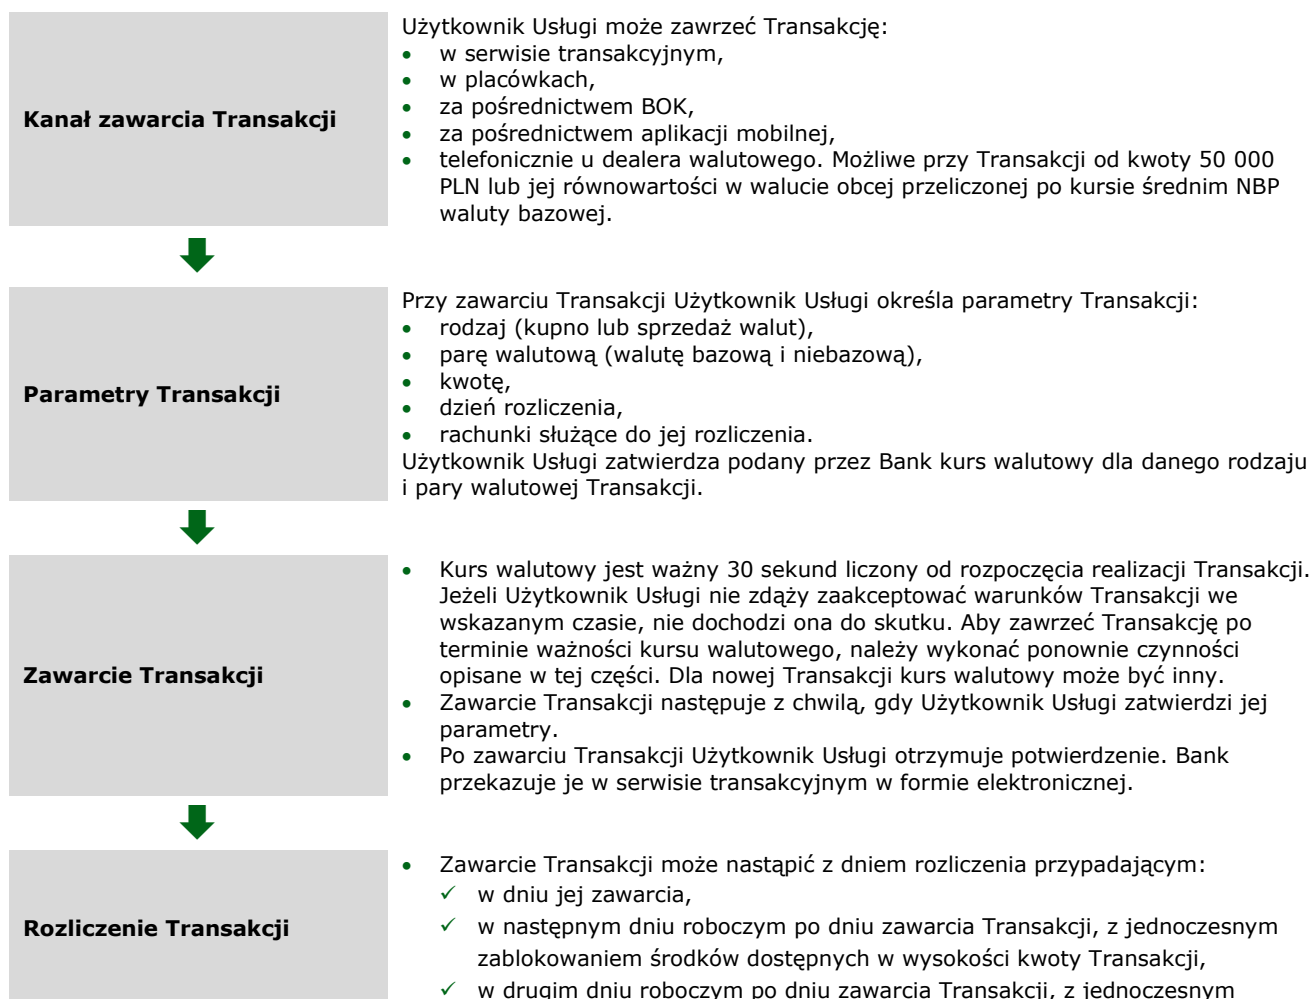 Kanał zawarcia Transakcji
Użytkownik Usługi może zawrzeć Transakcję:
• w serwisie transakcyjnym,
• w placówkach,
• za pośrednictwem BOK,
• za pośrednictwem aplikacji mobilnej,
• telefonicznie u dealera walutowego. Możliwe przy Transakcji od kwoty 50 000
PLN lub jej równowartości w walucie obcej przeliczonej po kursie średnim NBP
waluty bazowej.
Parametry Transakcji
Przy zawarciu Transakcji Użytkownik Usługi określa parametry Transakcji:
• rodzaj (kupno lub sprzedaż walut),
• parę walutową (walutę bazową i niebazową),
• kwotę,
• dzień rozliczenia,
• rachunki służące do jej rozliczenia.
Użytkownik Usługi zatwierdza podany przez Bank kurs walutowy dla danego rodzaju
i pary walutowej Transakcji.
Zawarcie Transakcji
• Kurs walutowy jest ważny 30 sekund liczony od rozpoczęcia realizacji Transakcji.
Jeżeli Użytkownik Usługi nie zdąży zaakceptować warunków Transakcji we
wskazanym czasie, nie dochodzi ona do skutku. Aby zawrzeć Transakcję po
terminie ważności kursu walutowego, należy wykonać ponownie czynności
opisane w tej części. Dla nowej Transakcji kurs walutowy może być inny.
• Zawarcie Transakcji następuje z chwilą, gdy Użytkownik Usługi zatwierdzi jej
parametry.
• Po zawarciu Transakcji Użytkownik Usługi otrzymuje potwierdzenie. Bank
przekazuje je w serwisie transakcyjnym w formie elektronicznej.
Rozliczenie Transakcji
• Zawarcie Transakcji może nastąpić z dniem rozliczenia przypadającym:
✓ w dniu jej zawarcia,
✓ w następnym dniu roboczym po dniu zawarcia Transakcji, z jednoczesnym
zablokowaniem środków dostępnych w wysokości kwoty Transakcji,
✓ w drugim dniu roboczym po dniu zawarcia Transakcji, z jednoczesnym